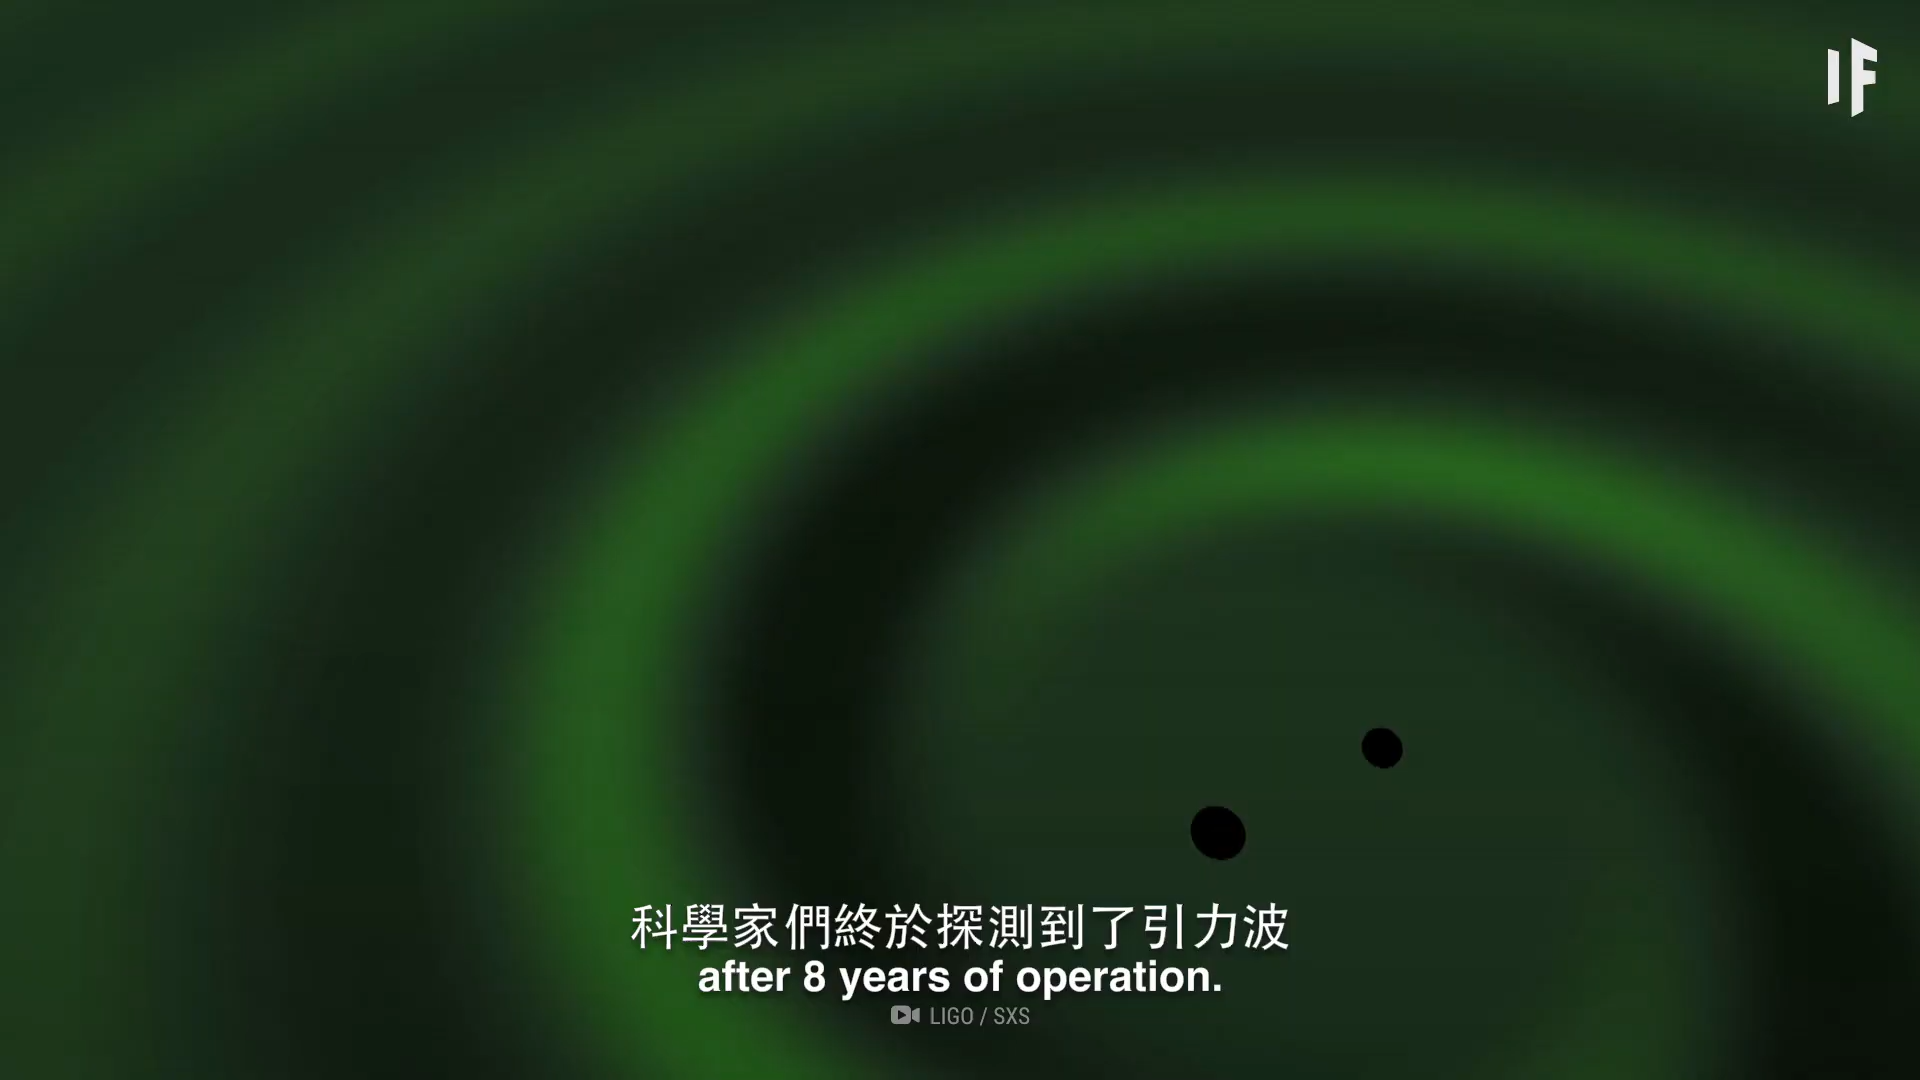 IF
科學家們終於探測到了引力波
after 8 years of operation.
LIGO / SXS